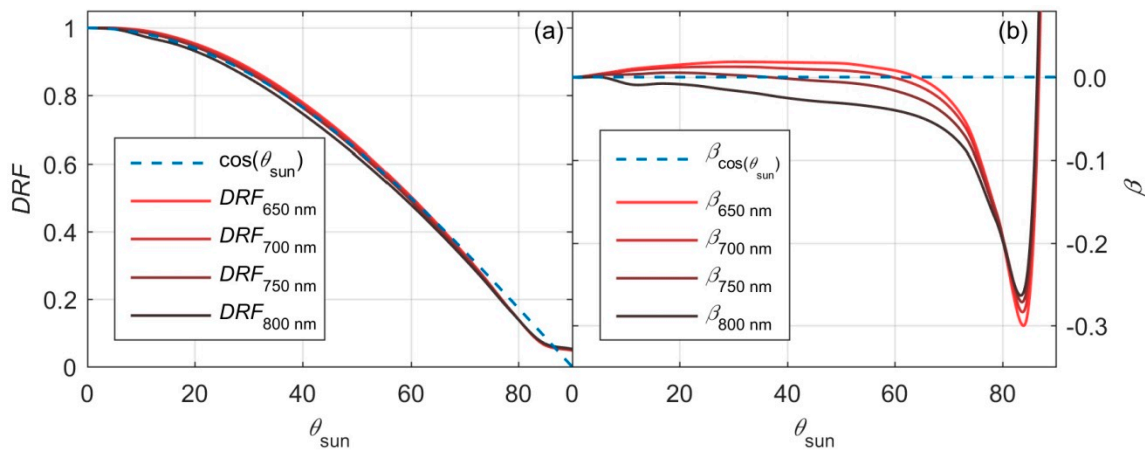 (a)
1
0.8
0.6
0.4
0.2
0
DRF
cos(θsun)
DRF650 nm
DRF700 nm
DRF750 nm
DRF800 nm
0 20 40 60 80
θsun
(b)
0.0
-0.1
-0.2
-0.3
β
βcos(θsun)
β650 nm
β700 nm
β750 nm
β800 nm
0 20 40 60 80
θsun